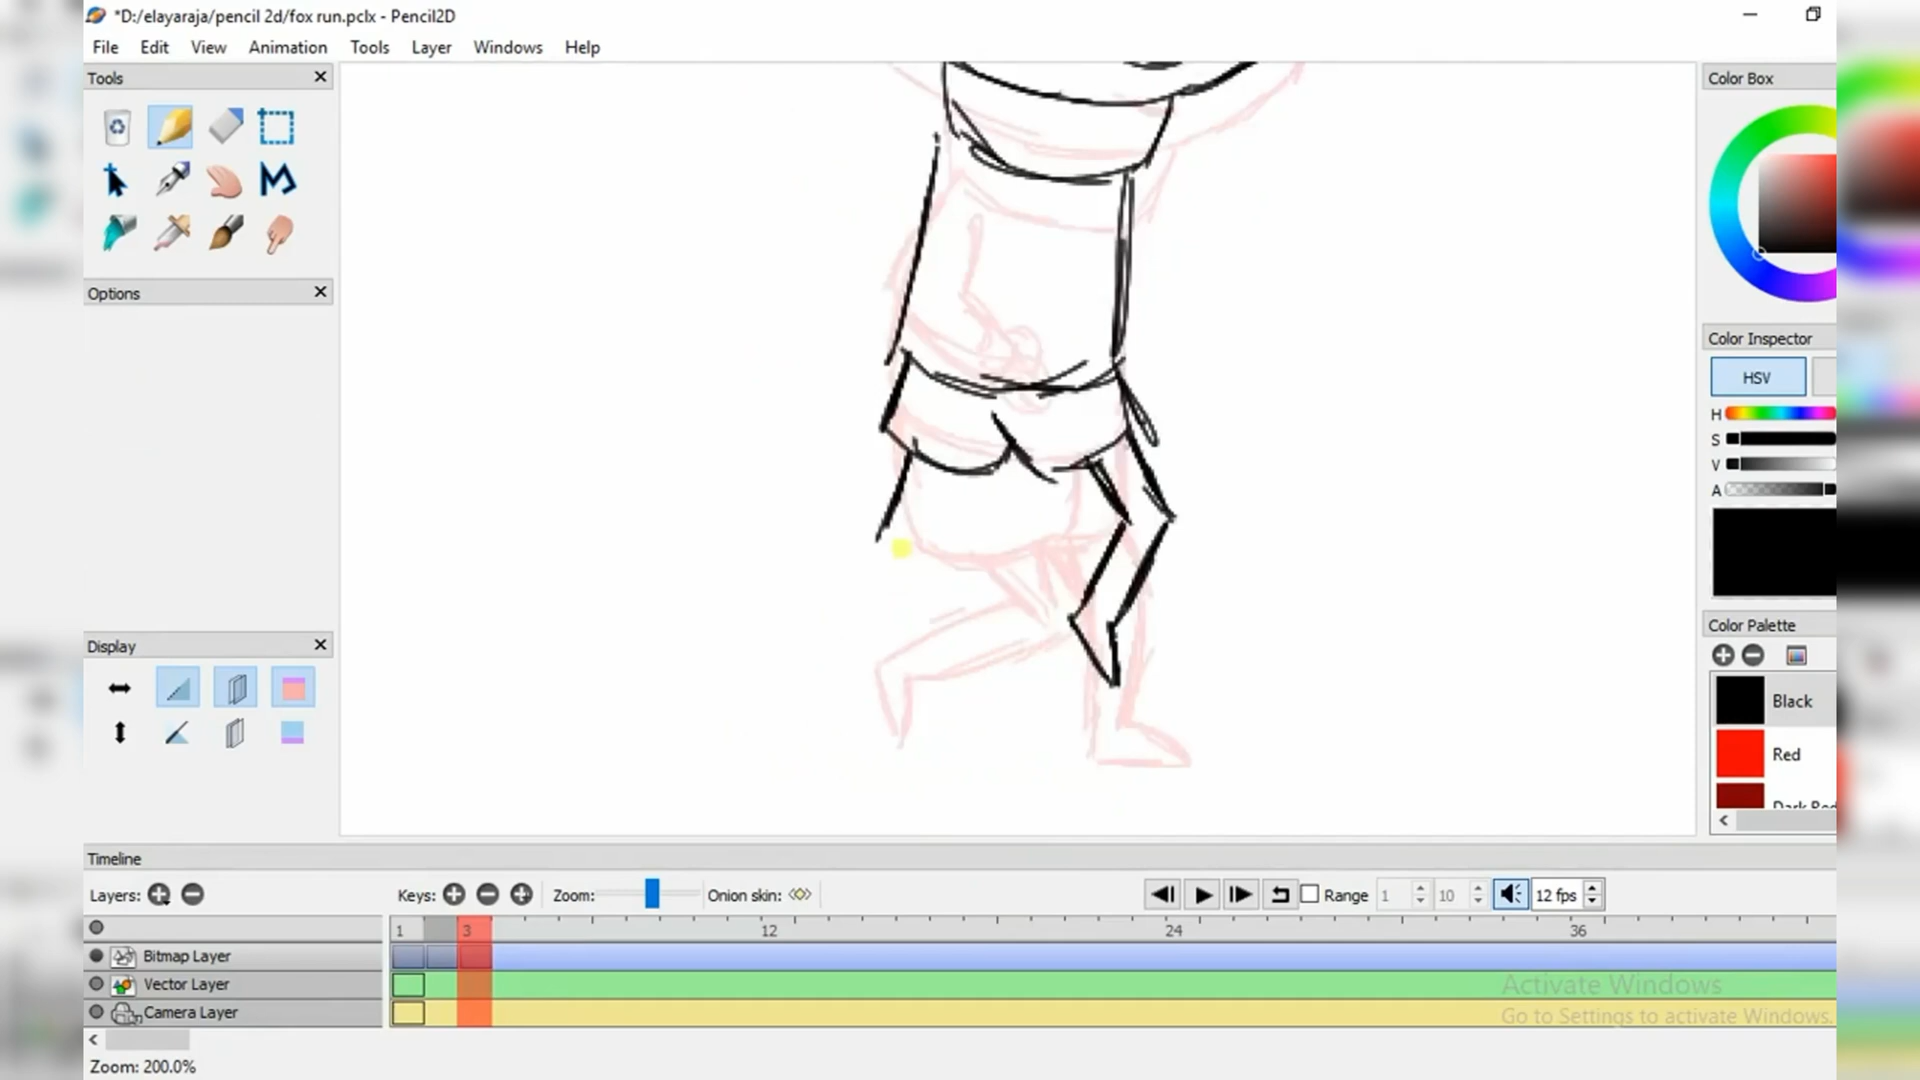 *D:/elayaraja/pencil 2d/fox run.pclx - Pencil2D
File Edit View Animation Tools Layer Windows Help
Tools
Options
Display
Color Box
Color Inspector
HSV
H
S
V
A
Color Palette
Black
Red
Dark Red
Timeline
Layers: Keys: Zoom: Onion skin: Range 1 10 12 fps
1 3 12 24 36
Bitmap Layer
Vector Layer
Camera Layer
Activate Windows
Go to Settings to activate Windows.
Zoom: 200.0%